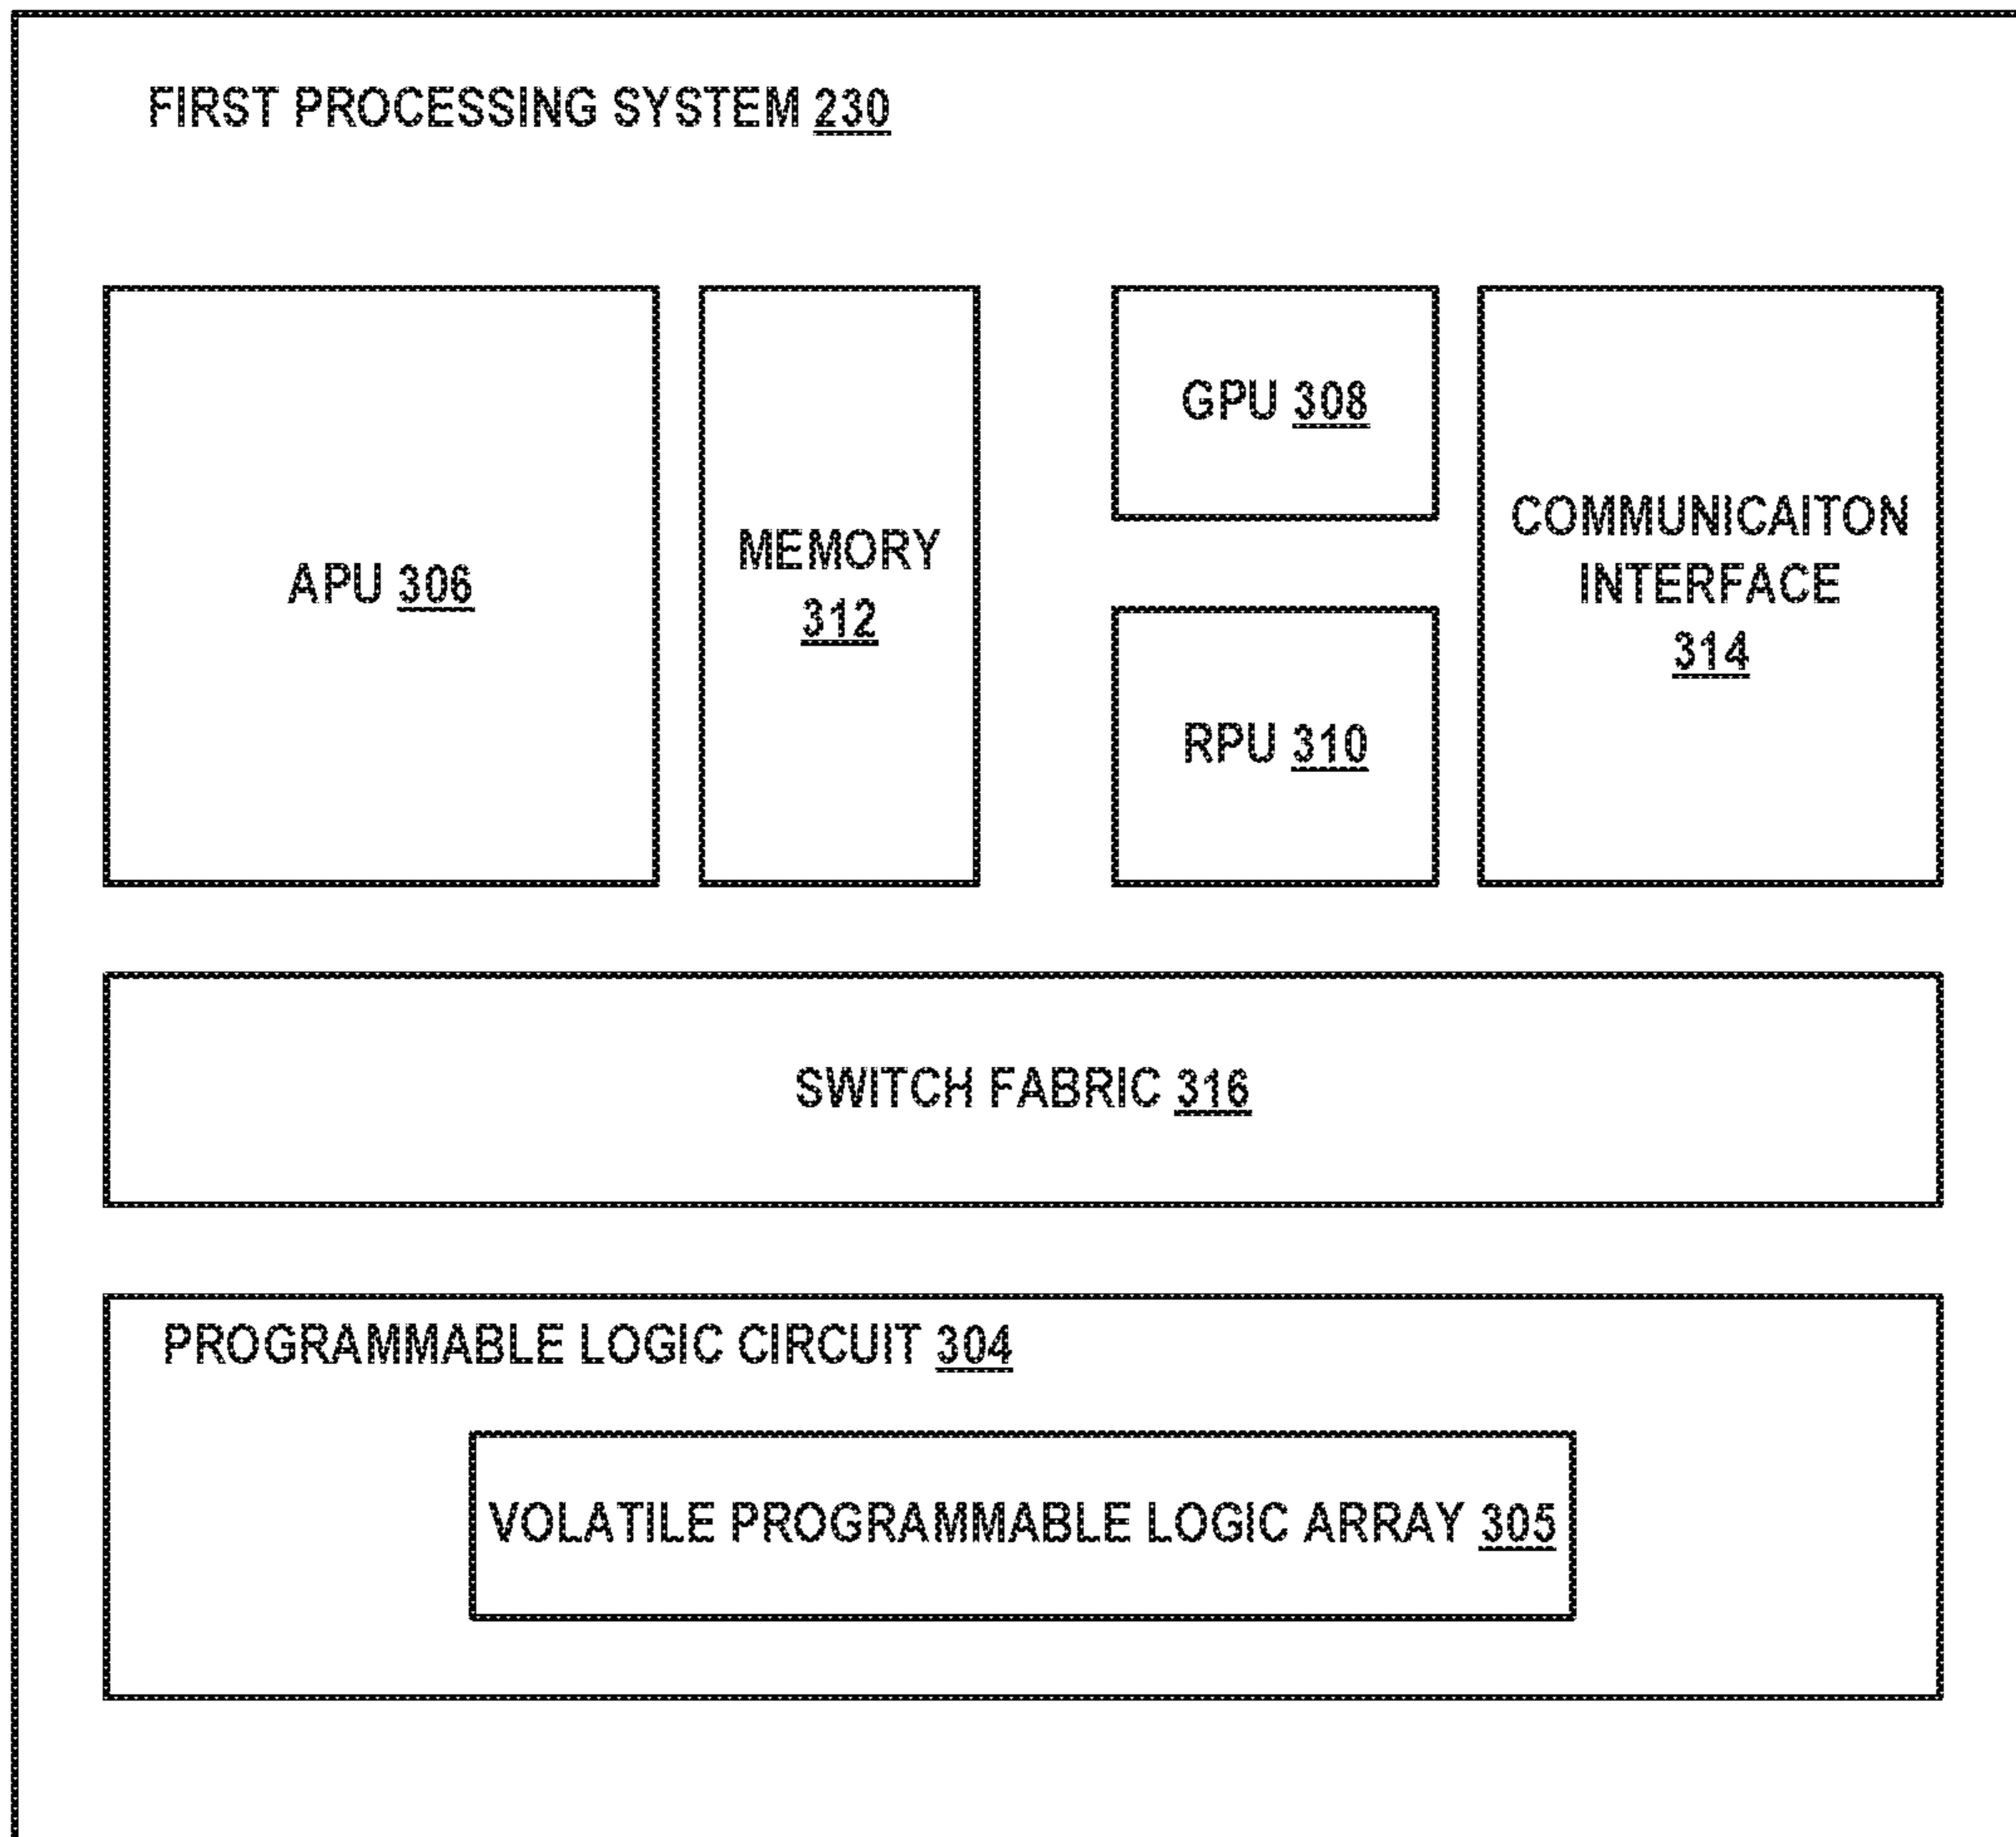 FIRST PROCESSING SYSTEM 230
APU 306
MEMORY
312
GPU 308
RPU 310
COMMUNICAITON
INTERFACE
314
SWITCH FABRIC 316
PROGRAMMABLE LOGIC CIRCUIT 304
VOLATILE PROGRAMMABLE LOGIC ARRAY 305